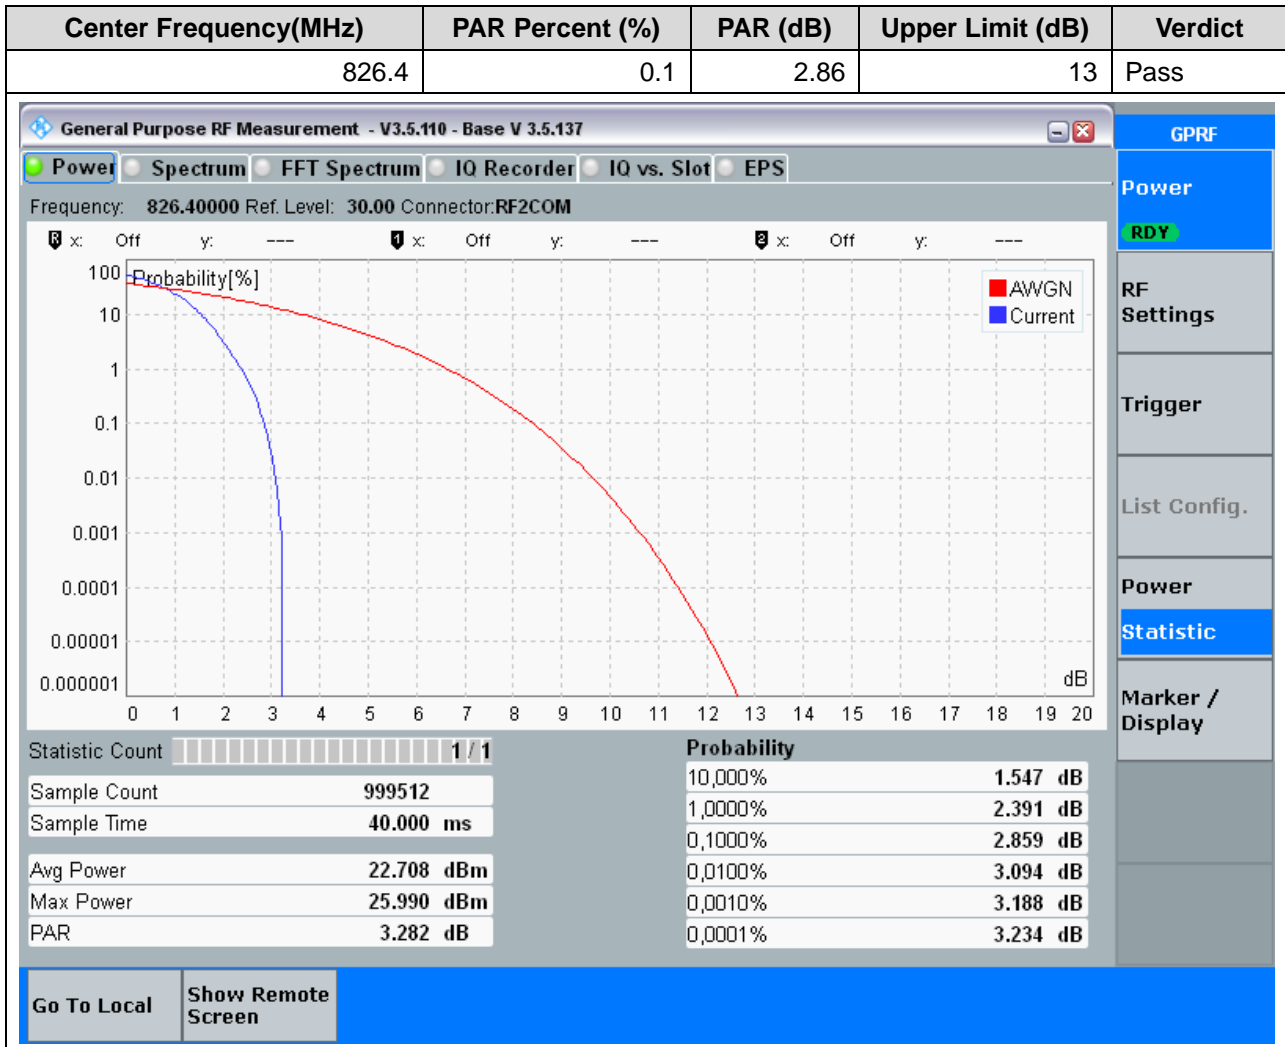 Center Frequency(MHz) PAR Percent (%) PAR (dB) Upper Limit (dB) Verdict
826.4 0.1 2.86 13 Pass
General Purpose RF Measurement - V3.5.110 - Base V 3.5.137
GPRF
Power Spectrum FFT Spectrum IQ Recorder IQ vs. Slot EPS
Power
RDY
Frequency: 826.40000 Ref. Level: 30.00 Connector:RF2COM
R x: Off y: --- 1 x: Off y: --- 2 x: Off y: ---
Probability[%]
AWGN
Current
100
10
1
0.1
0.01
0.001
0.0001
0.00001
0.000001
dB
0 1 2 3 4 5 6 7 8 9 10 11 12 13 14 15 16 17 18 19 20
RF
Settings
Trigger
List Config.
Power
Statistic
Marker /
Display
Statistic Count 1 / 1
Sample Count 999512
Sample Time 40.000 ms
Avg Power 22.708 dBm
Max Power 25.990 dBm
PAR 3.282 dB
Probability
10,000% 1.547 dB
1,0000% 2.391 dB
0,1000% 2.859 dB
0,0100% 3.094 dB
0,0010% 3.188 dB
0,0001% 3.234 dB
Go To Local
Show Remote
Screen